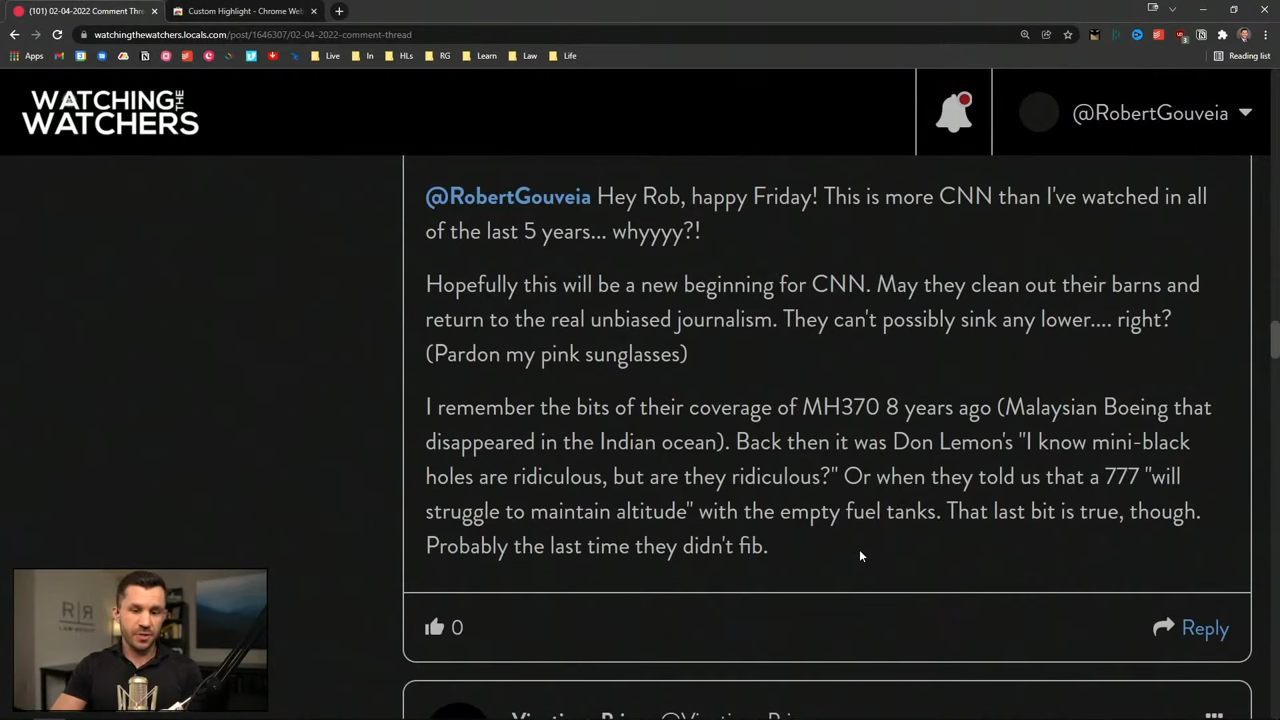 (101) 02-04-2022 Comment Thre
Custom Highlight - Chrome Web
watchingthewatchers.locals.com/post/1646307/02-04-2022-comment-thread
Apps
Live
In
HLs
RG
Learn
Law
Life
Reading list
WATCHING THE
WATCHERS
@RobertGouveia
@RobertGouveia Hey Rob, happy Friday! This is more CNN than I've watched in all
of the last 5 years... whyyyy?!
Hopefully this will be a new beginning for CNN. May they clean out their barns and
return to the real unbiased journalism. They can't possibly sink any lower.... right?
(Pardon my pink sunglasses)
I remember the bits of their coverage of MH370 8 years ago (Malaysian Boeing that
disappeared in the Indian ocean). Back then it was Don Lemon's "I know mini-black
holes are ridiculous, but are they ridiculous?" Or when they told us that a 777 "will
struggle to maintain altitude" with the empty fuel tanks. That last bit is true, though.
Probably the last time they didn't fib.
0
Reply
R|R
LAW GROUP